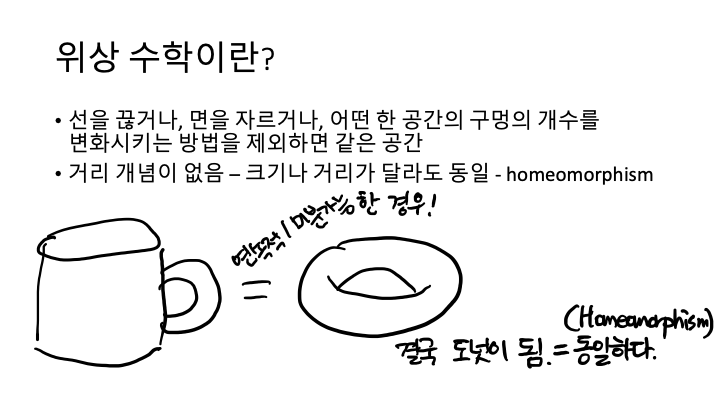 위상 수학이란?
• 선을 끊거나, 면을 자르거나, 어떤 한 공간의 구멍의 개수를
변화시키는 방법을 제외하면 같은 공간
• 거리 개념이 없음 – 크기나 거리가 달라도 동일 - homeomorphism
연속적 / 미분가능한 경우!
=
(Homeomorphism)
결국 도넛이 됨. = 동일하다.